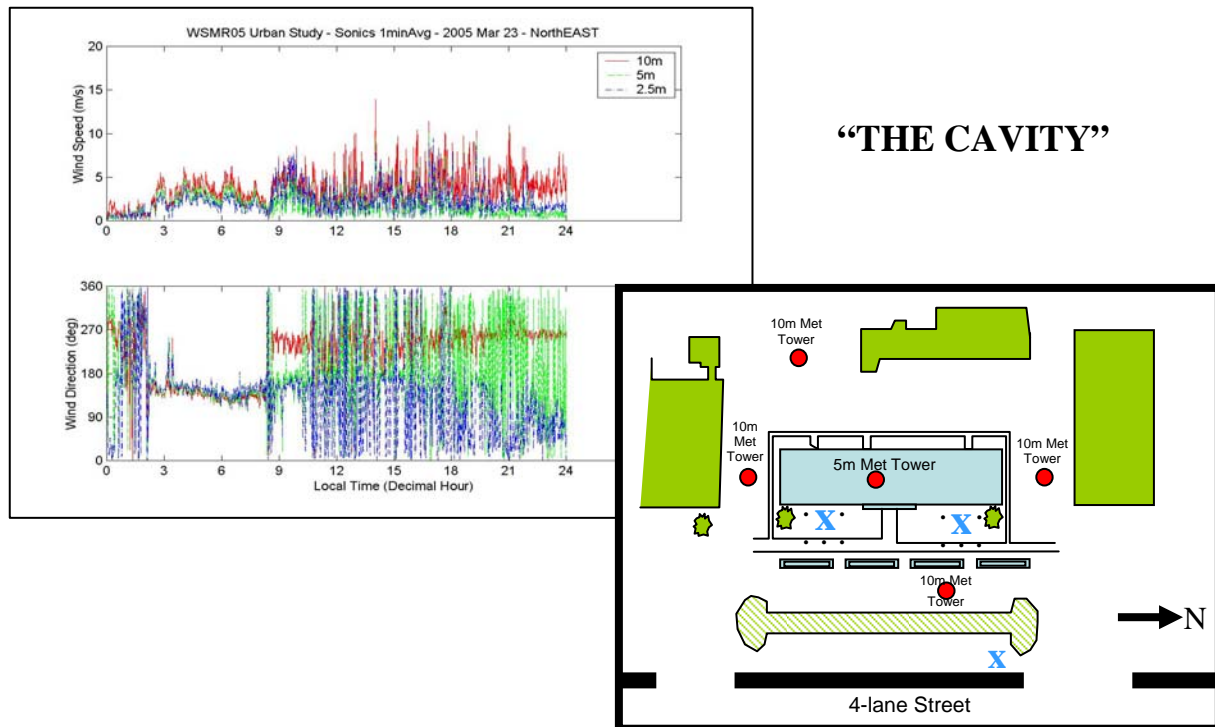 WSMR05 Urban Study - Sonics 1minAvg - 2005 Mar 23 - NorthEAST
20
15
10
5
0
Wind Speed (m/s)
10m
5m
2.5m
0 3 6 9 12 15 18 21 24
360
270
180
90
0
Wind Direction (deg)
0 3 6 9 12 15 18 21 24
Local Time (Decimal Hour)
“THE CAVITY”
10m Met
Tower
10m
Met
Tower
5m Met Tower
10m Met
Tower
X
X
10m Met
Tower
N
X
4-lane Street